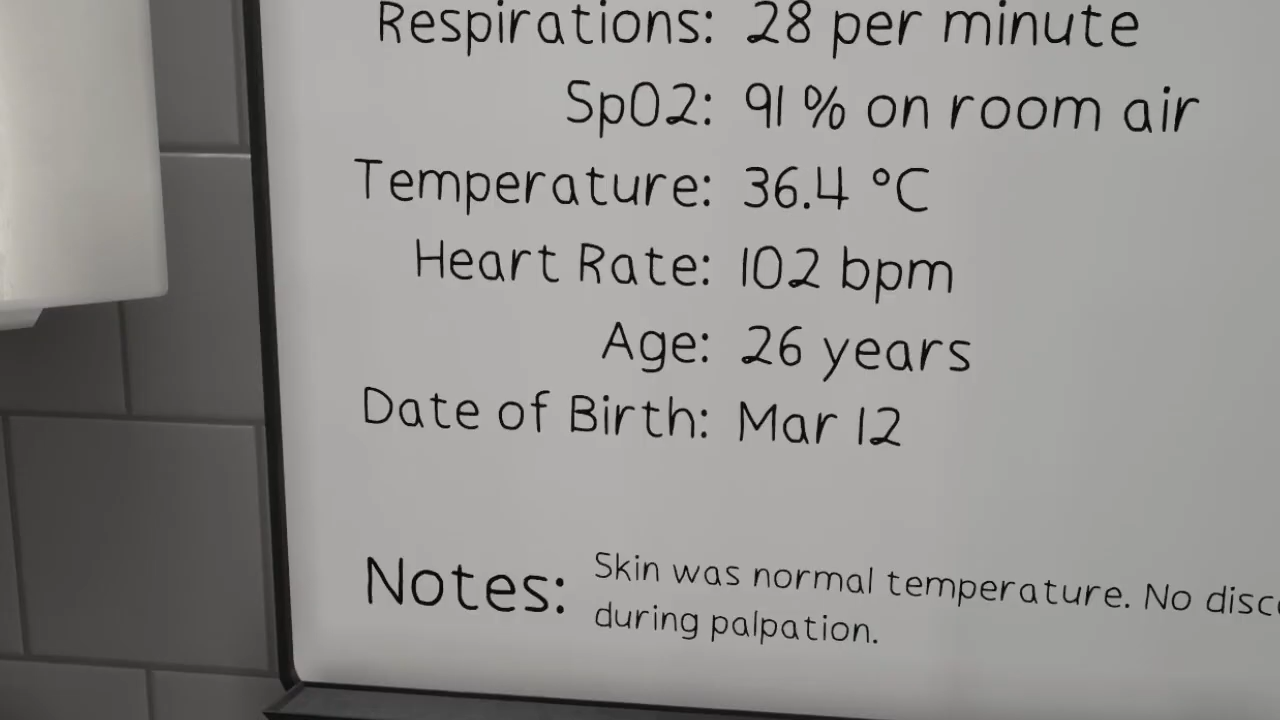 Respirations: 28 per minute
SpO2: 91 % on room air
Temperature: 36.4 °C
Heart Rate: 102 bpm
Age: 26 years
Date of Birth: Mar 12
Notes: Skin was normal temperature. No
during palpation.